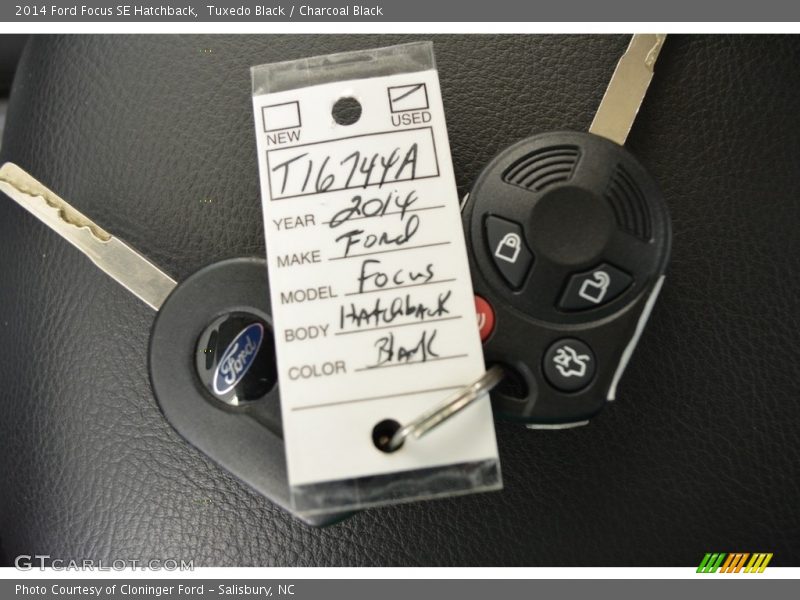 2014 Ford Focus SE Hatchback,  Tuxedo Black / Charcoal Black
NEW USED
T16744A
YEAR 2014
MAKE Ford
MODEL Focus
BODY HAtchback
COLOR Black
Ford
GTCARLOT.COM
Photo Courtesy of Cloninger Ford – Salisbury, NC